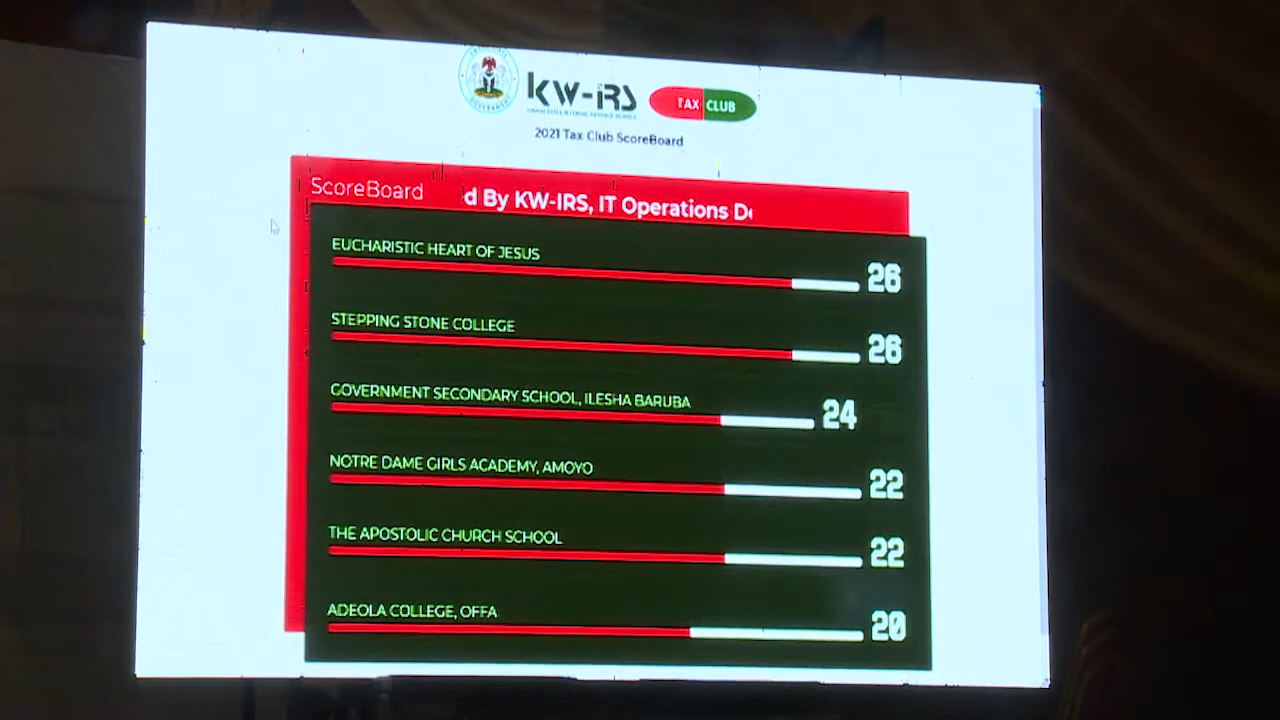 KW-iRS
TAX CLUB
2021 Tax Club ScoreBoard
ScoreBoard
d By KW-IRS, IT Operations De
EUCHARISTIC HEART OF JESUS
26
STEPPING STONE COLLEGE
26
GOVERNMENT SECONDARY SCHOOL, ILESHA BARUBA
24
NOTRE DAME GIRLS ACADEMY, AMOYO
22
THE APOSTOLIC CHURCH SCHOOL
22
ADEOLA COLLEGE, OFFA
20